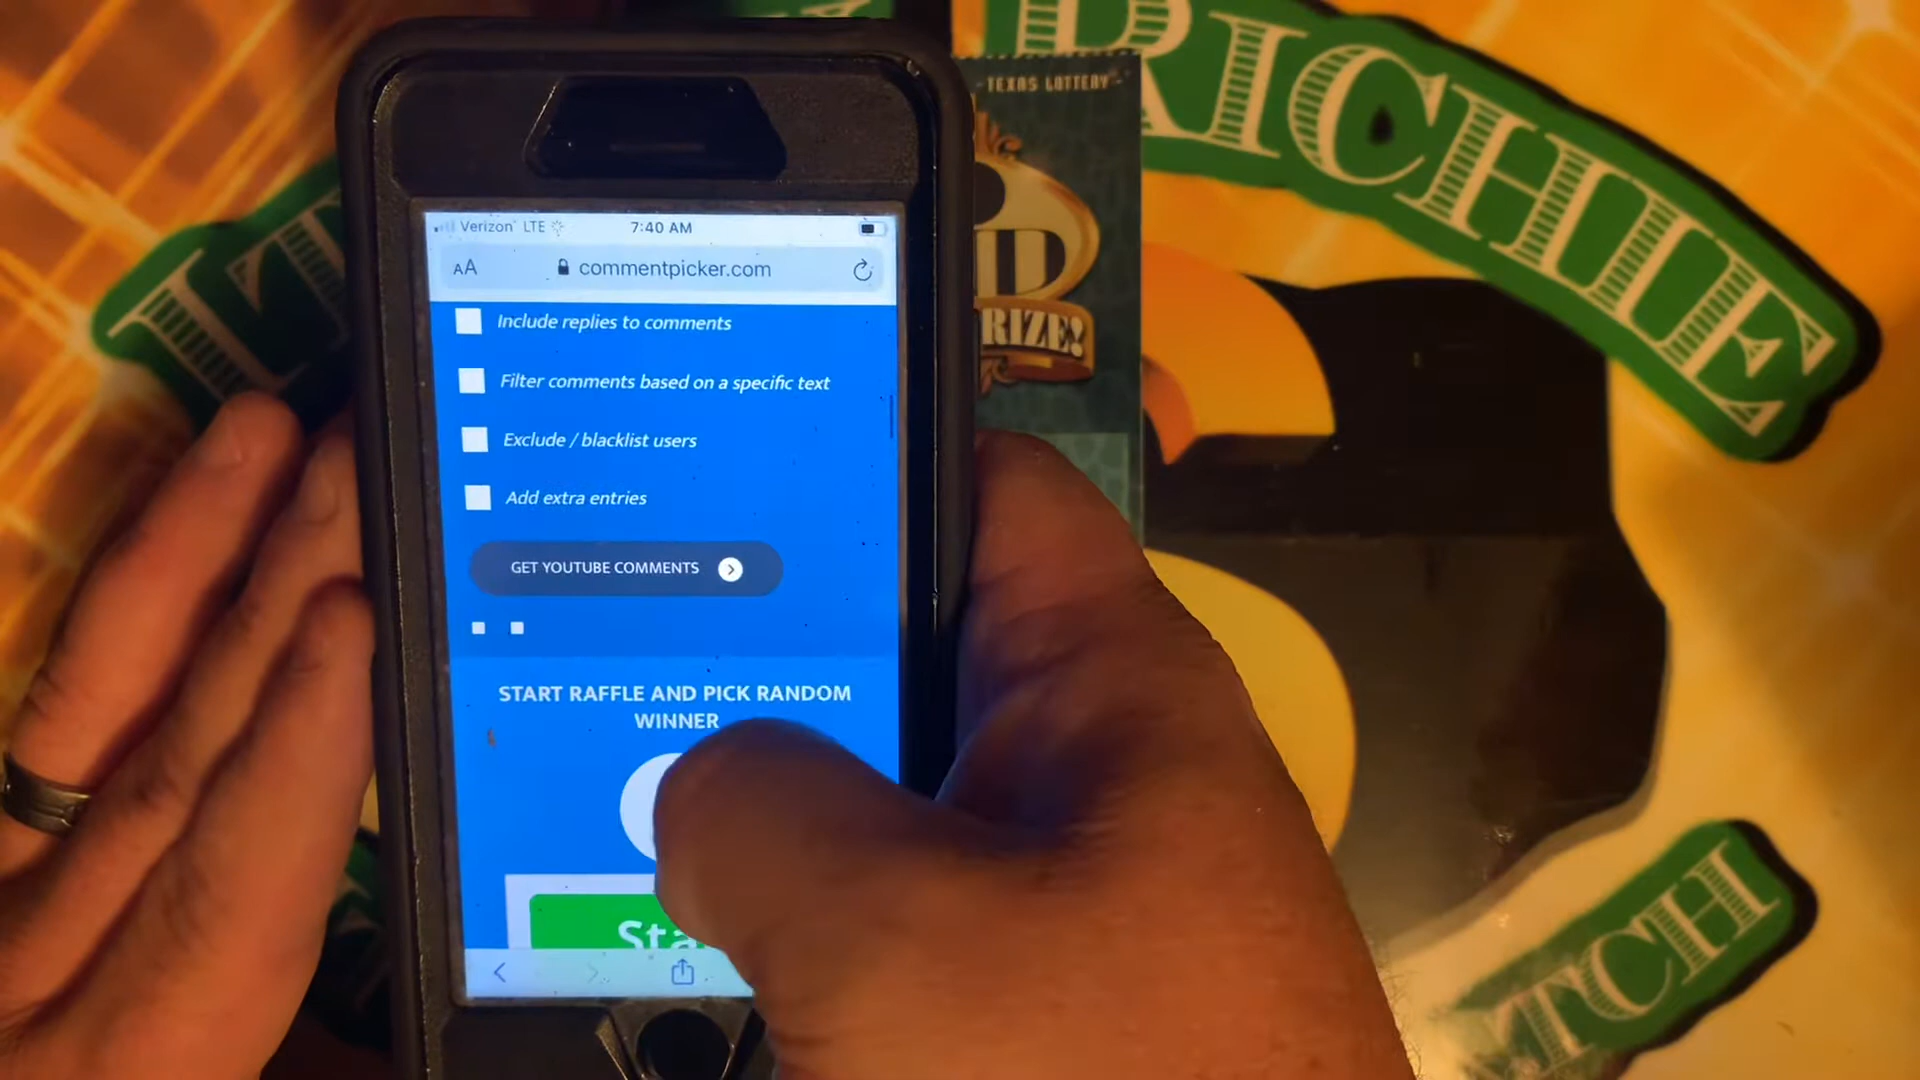 Verizon LTE 7:40 AM
AA commentpicker.com
Include replies to comments
Filter comments based on a specific text
Exclude / blacklist users
Add extra entries
GET YOUTUBE COMMENTS
START RAFFLE AND PICK RANDOM
WINNER
TEXAS LOTTERY
RICHIE